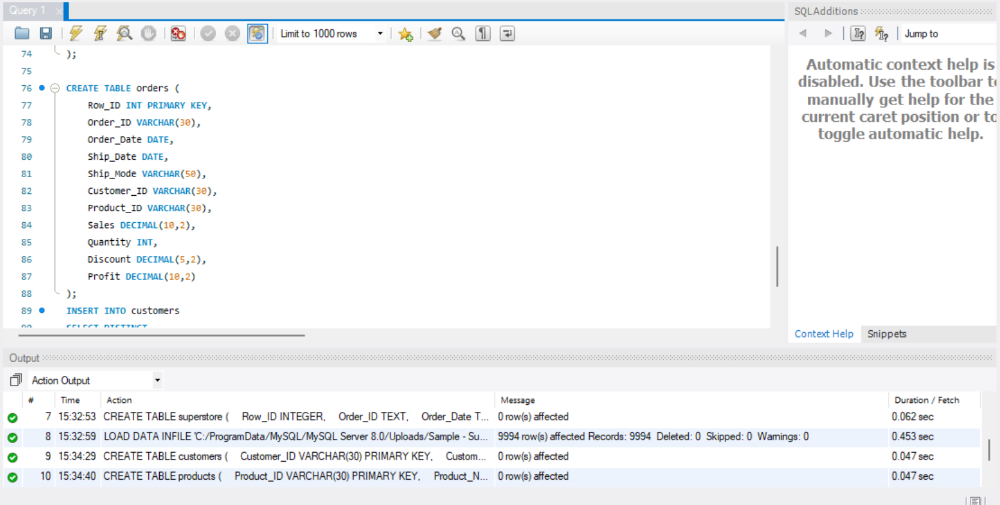 Query 1
SQLAdditions
Limit to 1000 rows
Jump to
74 );
75
76 CREATE TABLE orders (
77 Row_ID INT PRIMARY KEY,
78 Order_ID VARCHAR(30),
79 Order_Date DATE,
80 Ship_Date DATE,
81 Ship_Mode VARCHAR(50),
82 Customer_ID VARCHAR(30),
83 Product_ID VARCHAR(30),
84 Sales DECIMAL(10,2),
85 Quantity INT,
86 Discount DECIMAL(5,2),
87 Profit DECIMAL(10,2)
88 );
89 INSERT INTO customers
90 SELECT DISTINCT
Automatic context help is
disabled. Use the toolbar to
manually get help for the
current caret position or to
toggle automatic help.
Context Help Snippets
Output
Action Output
# Time Action Message Duration / Fetch
7 15:32:53 CREATE TABLE superstore ( Row_ID INTEGER, Order_ID TEXT, Order_Date T... 0 row(s) affected 0.062 sec
8 15:32:59 LOAD DATA INFILE 'C:/ProgramData/MySQL/MySQL Server 8.0/Uploads/Sample - Su... 9994 row(s) affected Records: 9994 Deleted: 0 Skipped: 0 Warnings: 0 0.453 sec
9 15:34:29 CREATE TABLE customers ( Customer_ID VARCHAR(30) PRIMARY KEY, Custom... 0 row(s) affected 0.047 sec
10 15:34:40 CREATE TABLE products ( Product_ID VARCHAR(30) PRIMARY KEY, Product_N... 0 row(s) affected 0.047 sec